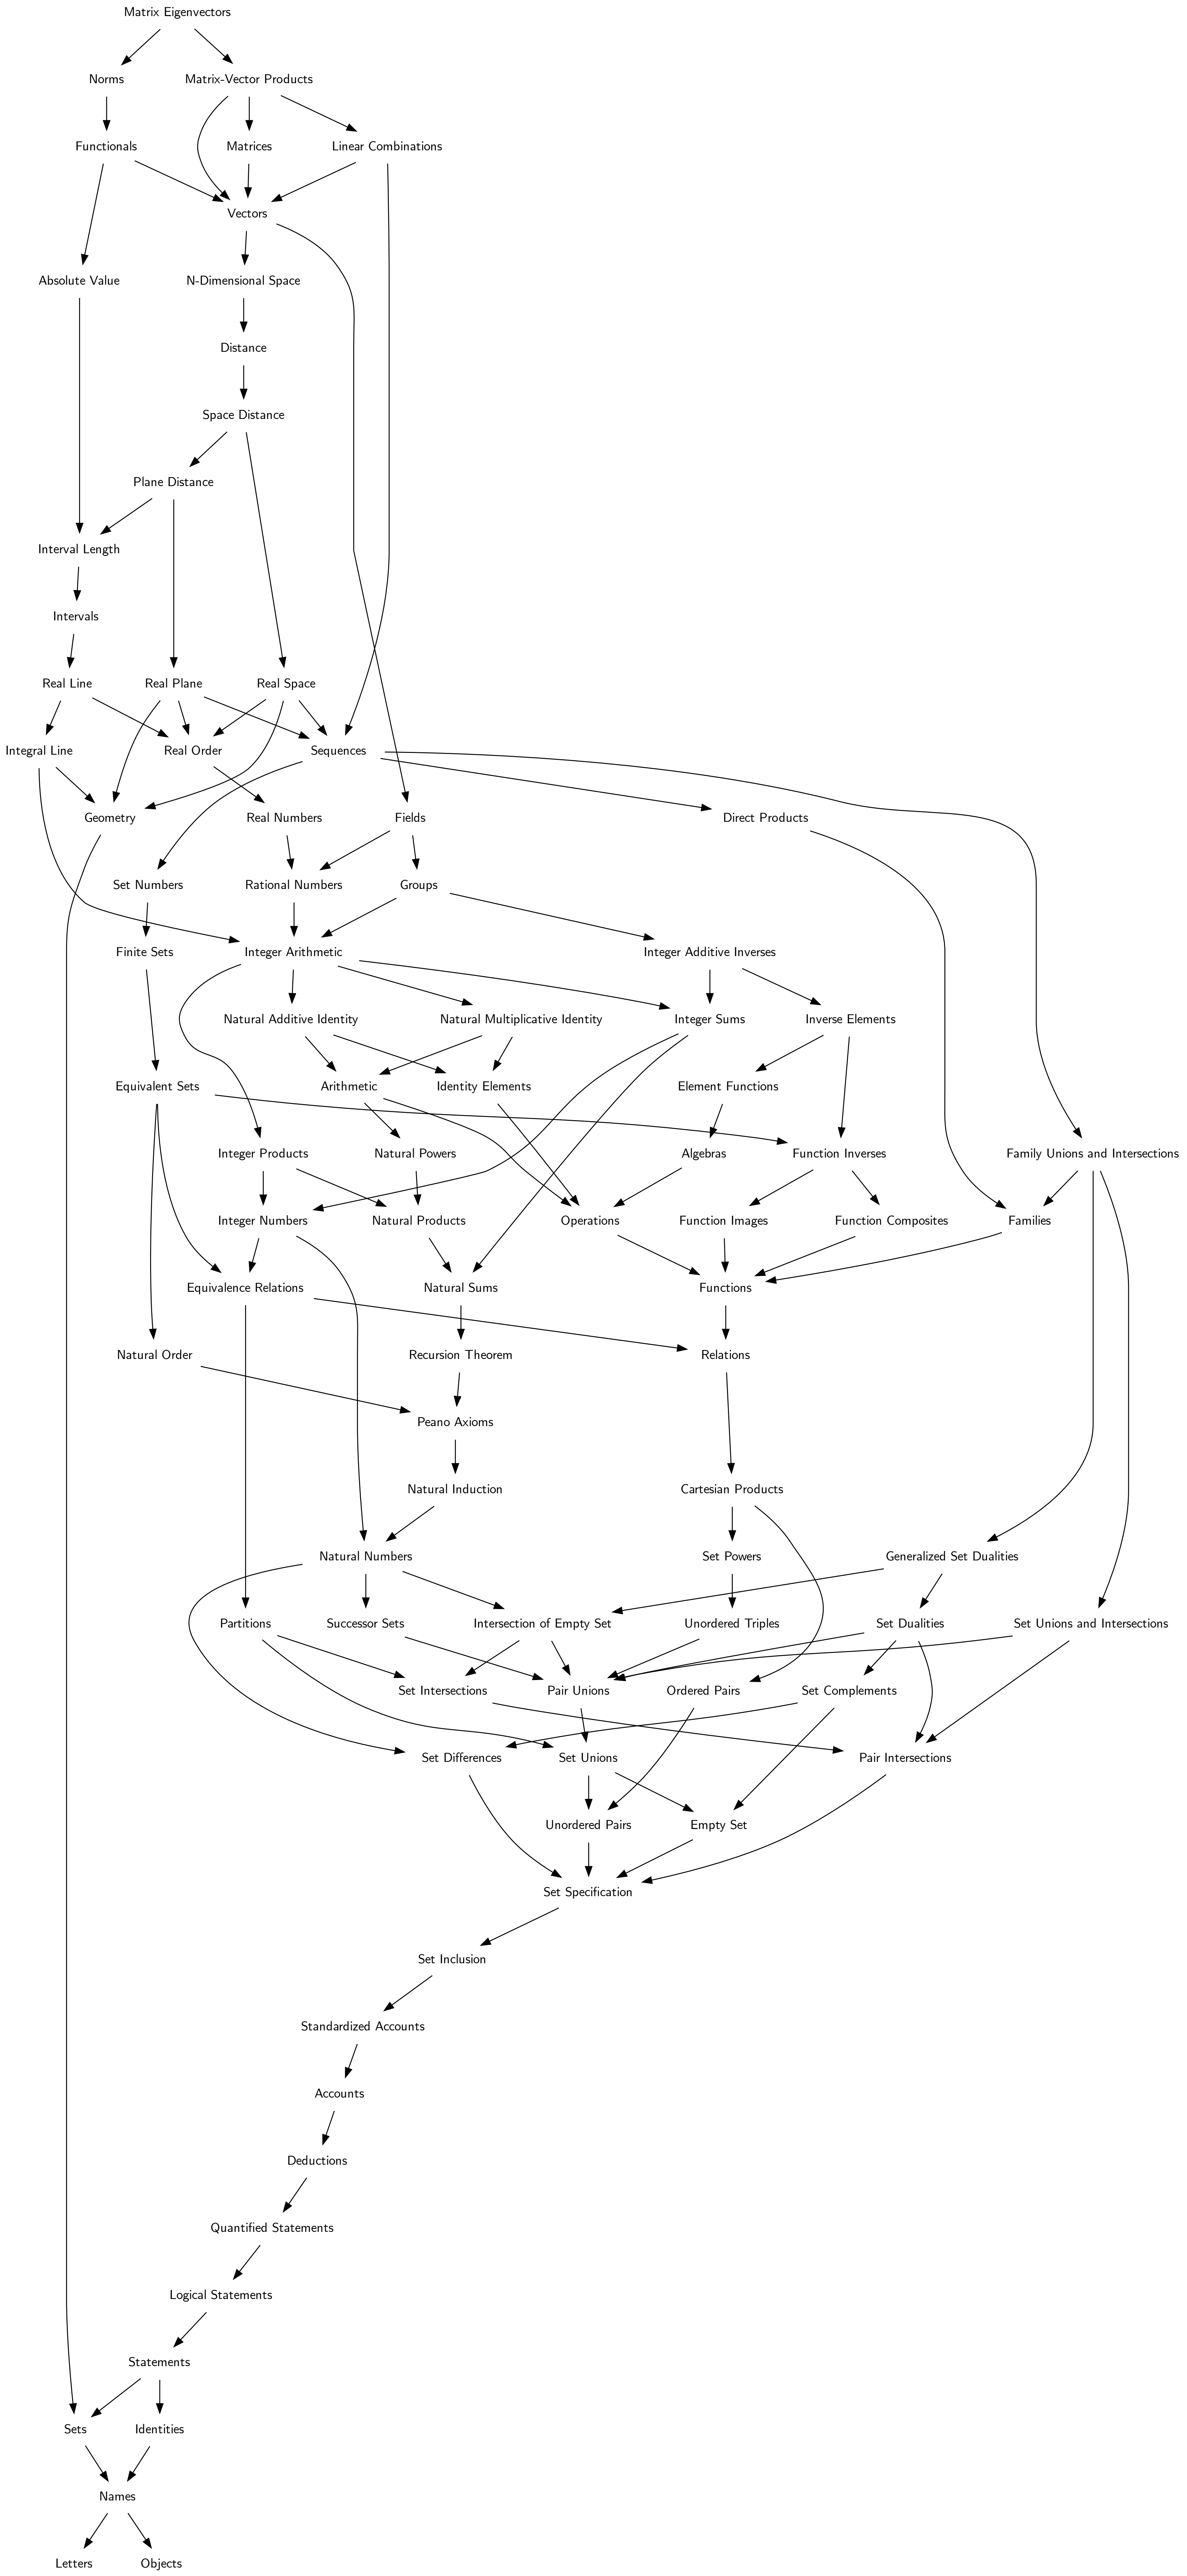 Matrix Eigenvectors
Norms
Matrix-Vector Products
Functionals
Matrices
Linear Combinations
Vectors
Absolute Value
N-Dimensional Space
Distance
Space Distance
Plane Distance
Interval Length
Intervals
Real Line
Real Plane
Real Space
Integral Line
Real Order
Sequences
Geometry
Real Numbers
Fields
Direct Products
Set Numbers
Rational Numbers
Groups
Finite Sets
Integer Arithmetic
Integer Additive Inverses
Natural Additive Identity
Natural Multiplicative Identity
Integer Sums
Inverse Elements
Equivalent Sets
Arithmetic
Identity Elements
Element Functions
Integer Products
Natural Powers
Algebras
Function Inverses
Family Unions and Intersections
Integer Numbers
Natural Products
Operations
Function Images
Function Composites
Families
Equivalence Relations
Natural Sums
Functions
Natural Order
Recursion Theorem
Relations
Peano Axioms
Natural Induction
Cartesian Products
Natural Numbers
Set Powers
Generalized Set Dualities
Partitions
Successor Sets
Intersection of Empty Set
Unordered Triples
Set Dualities
Set Unions and Intersections
Set Intersections
Pair Unions
Ordered Pairs
Set Complements
Set Differences
Set Unions
Pair Intersections
Unordered Pairs
Empty Set
Set Specification
Set Inclusion
Standardized Accounts
Accounts
Deductions
Quantified Statements
Logical Statements
Statements
Sets
Identities
Names
Letters
Objects